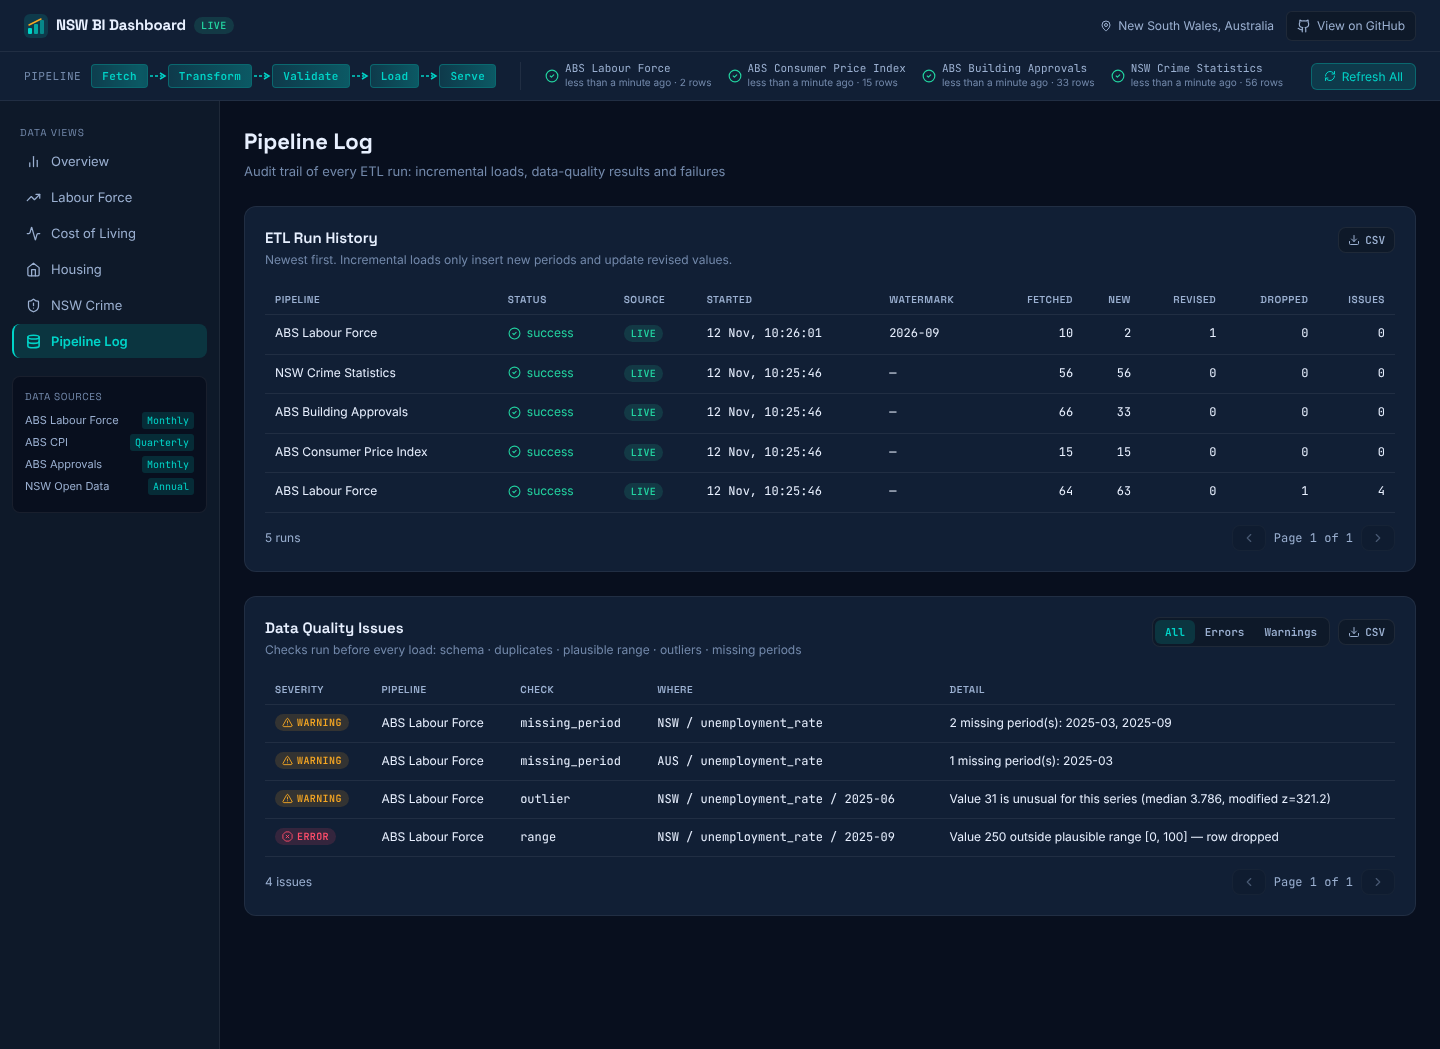 NSW BI Dashboard LIVE
New South Wales, Australia
View on GitHub
PIPELINE Fetch Transform Validate Load Serve
ABS Labour Force
less than a minute ago · 2 rows
ABS Consumer Price Index
less than a minute ago · 15 rows
ABS Building Approvals
less than a minute ago · 33 rows
NSW Crime Statistics
less than a minute ago · 56 rows
Refresh All
DATA VIEWS
Overview
Labour Force
Cost of Living
Housing
NSW Crime
Pipeline Log
DATA SOURCES
ABS Labour Force Monthly
ABS CPI Quarterly
ABS Approvals Monthly
NSW Open Data Annual
Pipeline Log
Audit trail of every ETL run: incremental loads, data-quality results and failures
ETL Run History
Newest first. Incremental loads only insert new periods and update revised values.
CSV
PIPELINE STATUS SOURCE STARTED WATERMARK FETCHED NEW REVISED DROPPED ISSUES
ABS Labour Force success LIVE 12 Nov, 10:26:01 2026-09 10 2 1 0 0
NSW Crime Statistics success LIVE 12 Nov, 10:25:46 — 56 56 0 0 0
ABS Building Approvals success LIVE 12 Nov, 10:25:46 — 66 33 0 0 0
ABS Consumer Price Index success LIVE 12 Nov, 10:25:46 — 15 15 0 0 0
ABS Labour Force success LIVE 12 Nov, 10:25:46 — 64 63 0 1 4
5 runs
Page 1 of 1
Data Quality Issues
Checks run before every load: schema · duplicates · plausible range · outliers · missing periods
All Errors Warnings
CSV
SEVERITY PIPELINE CHECK WHERE DETAIL
WARNING ABS Labour Force missing_period NSW / unemployment_rate 2 missing period(s): 2025-03, 2025-09
WARNING ABS Labour Force missing_period AUS / unemployment_rate 1 missing period(s): 2025-03
WARNING ABS Labour Force outlier NSW / unemployment_rate / 2025-06 Value 31 is unusual for this series (median 3.786, modified z=321.2)
ERROR ABS Labour Force range NSW / unemployment_rate / 2025-09 Value 250 outside plausible range [0, 100] — row dropped
4 issues
Page 1 of 1